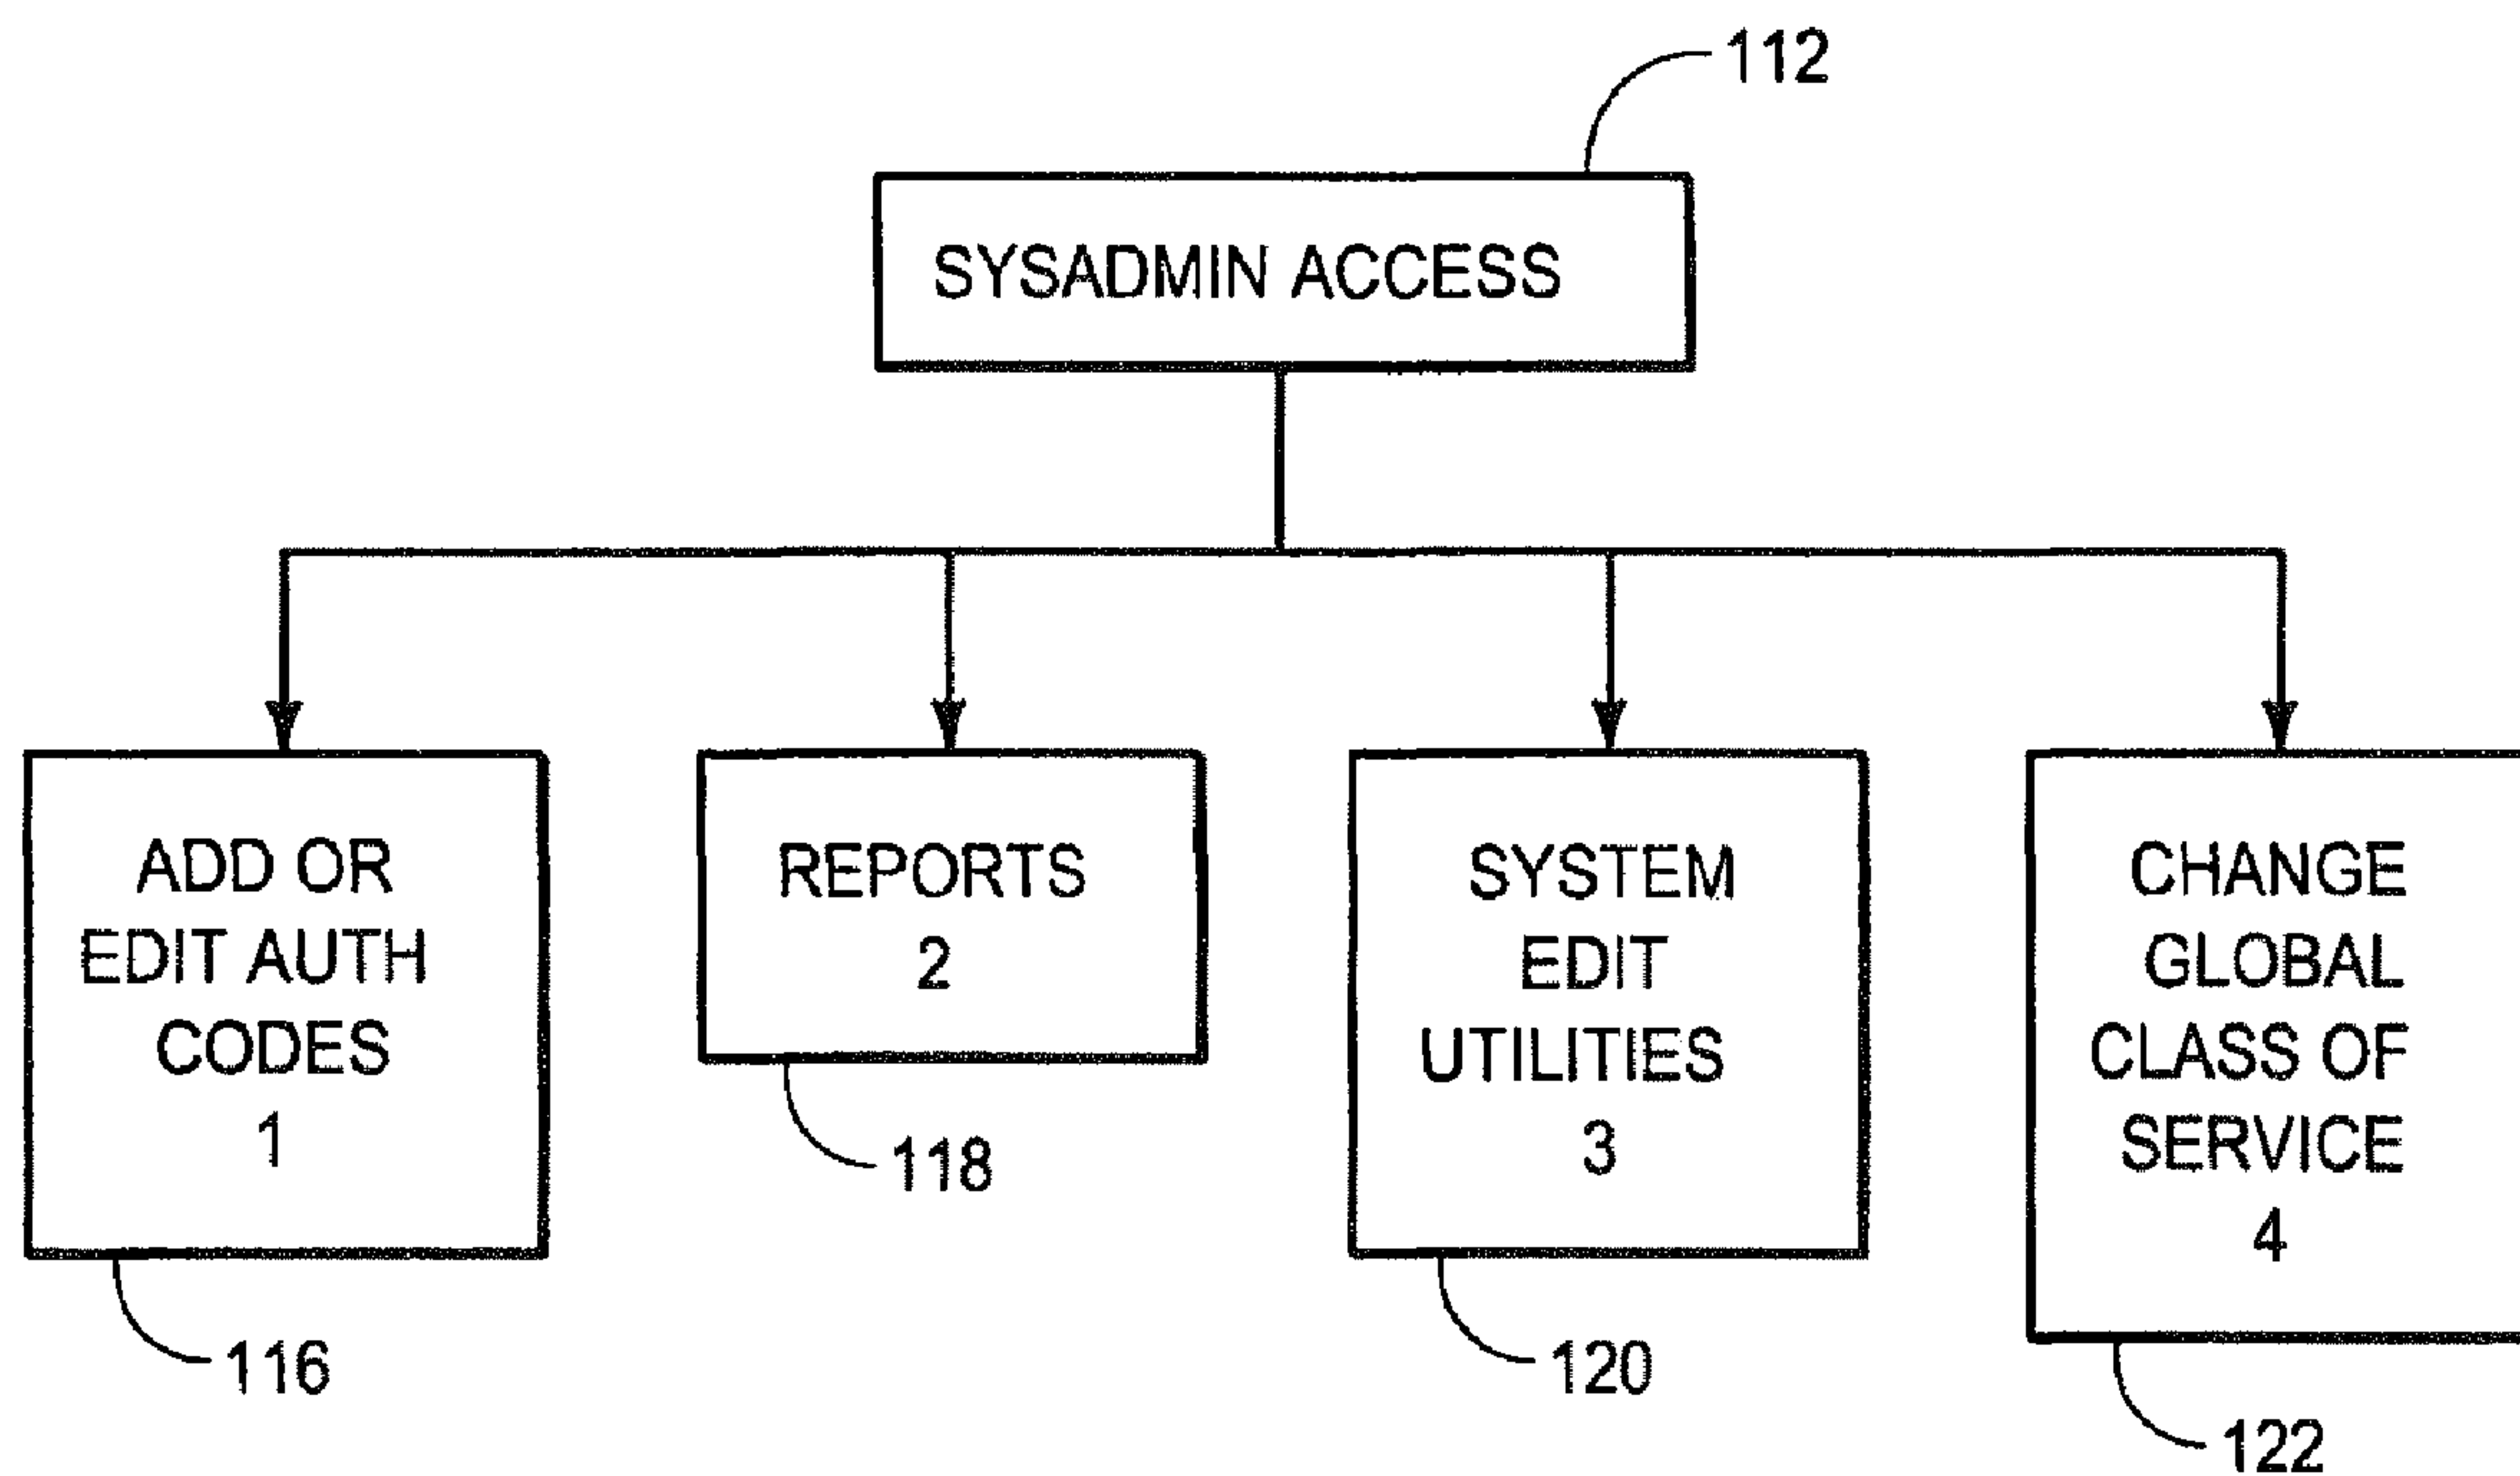 112
SYSADMIN ACCESS
ADD OR
EDIT AUTH
CODES
1
116
REPORTS
2
118
SYSTEM
EDIT
UTILITIES
3
120
CHANGE
GLOBAL
CLASS OF
SERVICE
4
122